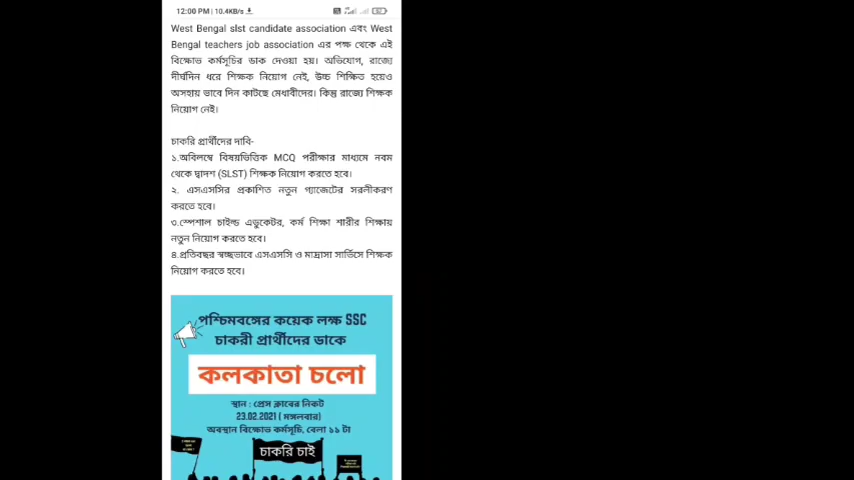 12:00 PM | 10.4KB/s
West Bengal slst candidate association এবং West
Bengal teachers job association এর পক্ষ থেকে এই
বিক্ষোভ কর্মসূচির ডাক দেওয়া হয়। অভিযোগ, রাজ্যে
দীর্ঘদিন ধরে শিক্ষক নিয়োগ নেই, উচ্চ শিক্ষিত হয়েও
অসহায় ভাবে দিন কাটছে মেধাবীদের। কিন্তু রাজ্যে শিক্ষক
নিয়োগ নেই।
চাকরি প্রার্থীদের দাবি-
১.অবিলম্বে বিষয়ভিত্তিক MCQ পরীক্ষার মাধ্যমে নবম
থেকে দ্বাদশ (SLST) শিক্ষক নিয়োগ করতে হবে।
২. এসএসসির প্রকাশিত নতুন গ্যাজেটের সরলীকরণ
করতে হবে।
৩.স্পেশাল চাইল্ড এডুকেটর, কর্ম শিক্ষা শারীর শিক্ষায়
নতুন নিয়োগ করতে হবে।
৪.প্রতিবছর স্বচ্ছভাবে এসএসসি ও মাদ্রাসা সার্ভিসে শিক্ষক
নিয়োগ করতে হবে।
পশ্চিমবঙ্গের কয়েক লক্ষ SSC
চাকরী প্রার্থীদের ডাকে
কলকাতা চলো
স্থান : প্রেস ক্লাবের নিকট
23.02.2021 ( মঙ্গলবার)
অবস্থান বিক্ষোভ কর্মসূচি, বেলা ১১ টা
চাকরি চাই